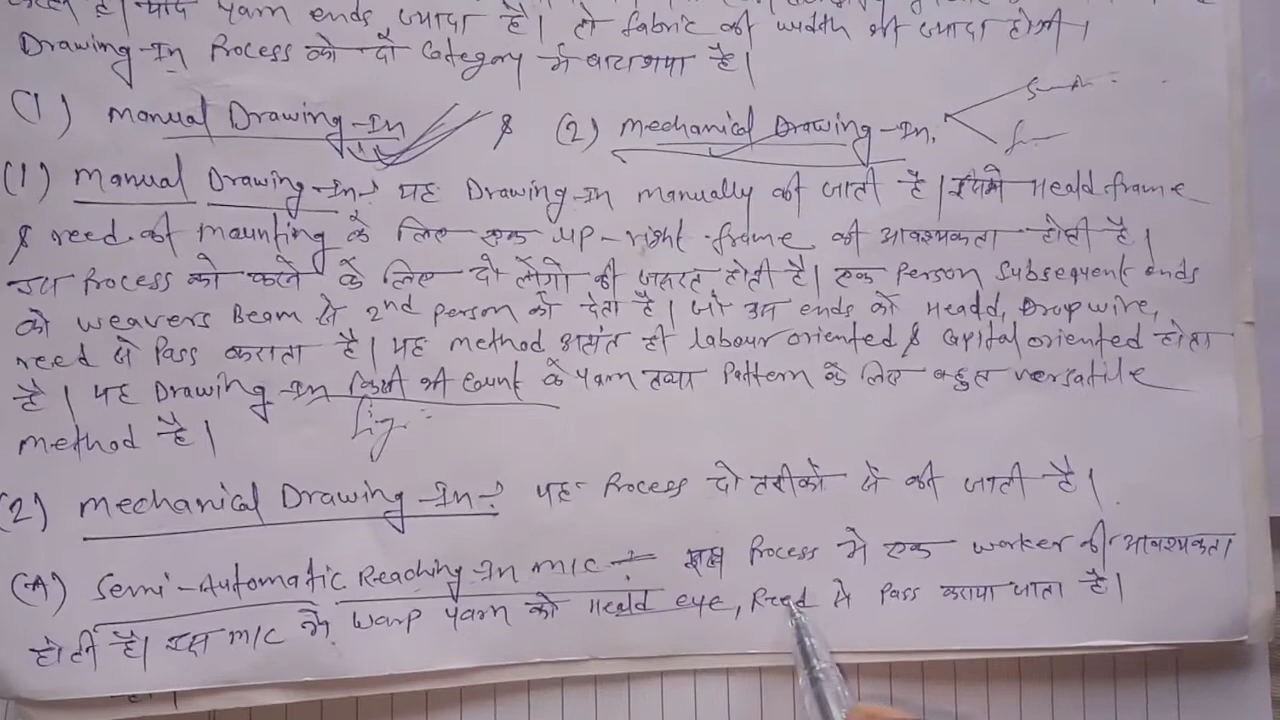 यदि yarn ends ज्यादा है। तो fabric की width भी ज्यादा होगी।
Drawing-In Process को दो Category में बाटा गया है।
(1) Manual Drawing-In & (2) Mechanical Drawing-In.
(1) Manual Drawing-In:- यह Drawing-In manually की जाती है। इसमें Heald frame
& reed की mounting के लिए एक up-right frame की आवश्यकता होती है।
इस Process को करने के लिए दो लोगों की जरूरत होती है। एक Person Subsequent ends
को weavers Beam से 2nd person को देता है। जो उस ends को Heald, Drop wire,
reed से Pass कराता है। यह method अत्यंत ही labour oriented & Capital oriented होता
है। यह Drawing-In किसी भी Count के yarn तथा Pattern के लिए बहुत versatile
method है। Fig:-
(2) Mechanical Drawing-In:- यह Process दो तरीकों से की जाती है।
(A) Semi-Automatic Reaching In M/C:- इस Process में एक worker की आवश्यकता
होती है। इस M/C में warp yarn को Heald eye, Reed से Pass कराया जाता है।